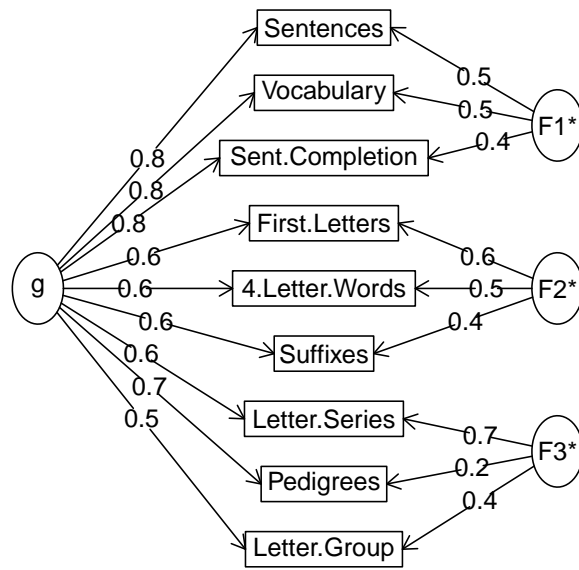 Sentences
0.5
Vocabulary
0.5
F1*
0.8
Sent.Completion
0.4
0.8
0.8
First.Letters
0.6
0.6
g
0.6
4.Letter.Words
0.5
F2*
0.6
0.4
Suffixes
0.6
0.7
Letter.Series
0.7
0.5
F3*
Pedigrees
0.2
0.4
Letter.Group